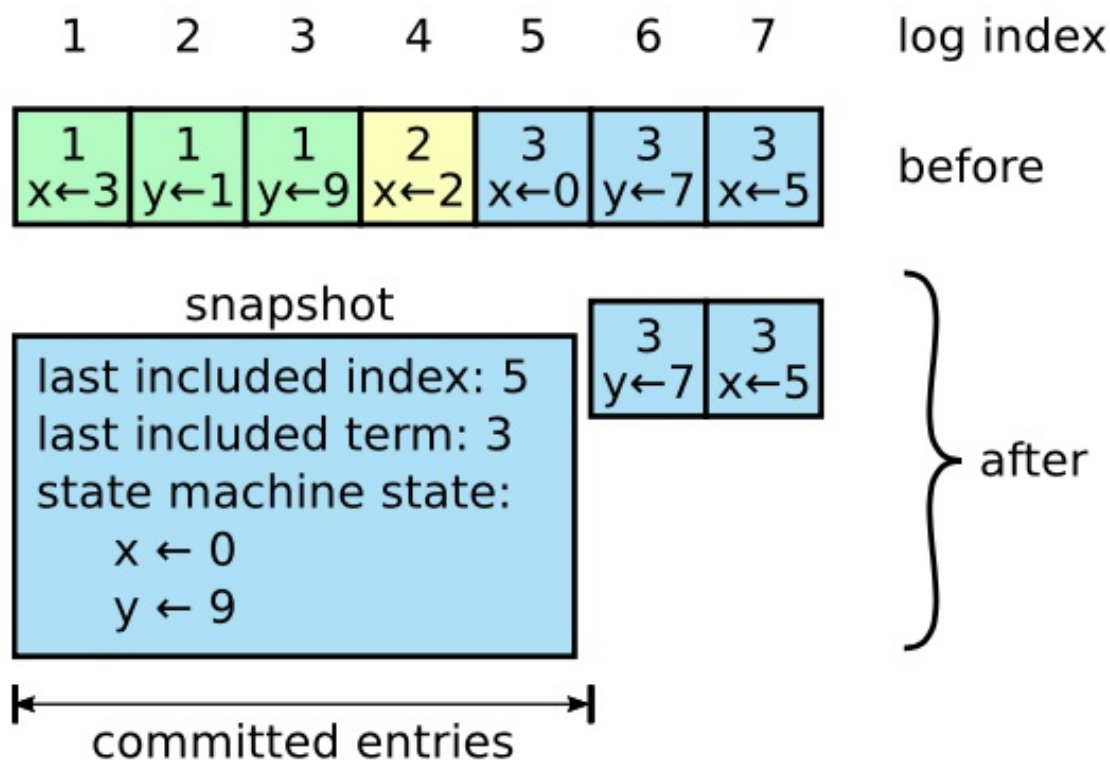 1 2 3 4 5 6 7 log index
1 1 1 2 3 3 3
x←3 y←1 y←9 x←2 x←0 y←7 x←5
before
snapshot
last included index: 5
last included term: 3
state machine state:
x ← 0
y ← 9
3 3
y←7 x←5
after
committed entries